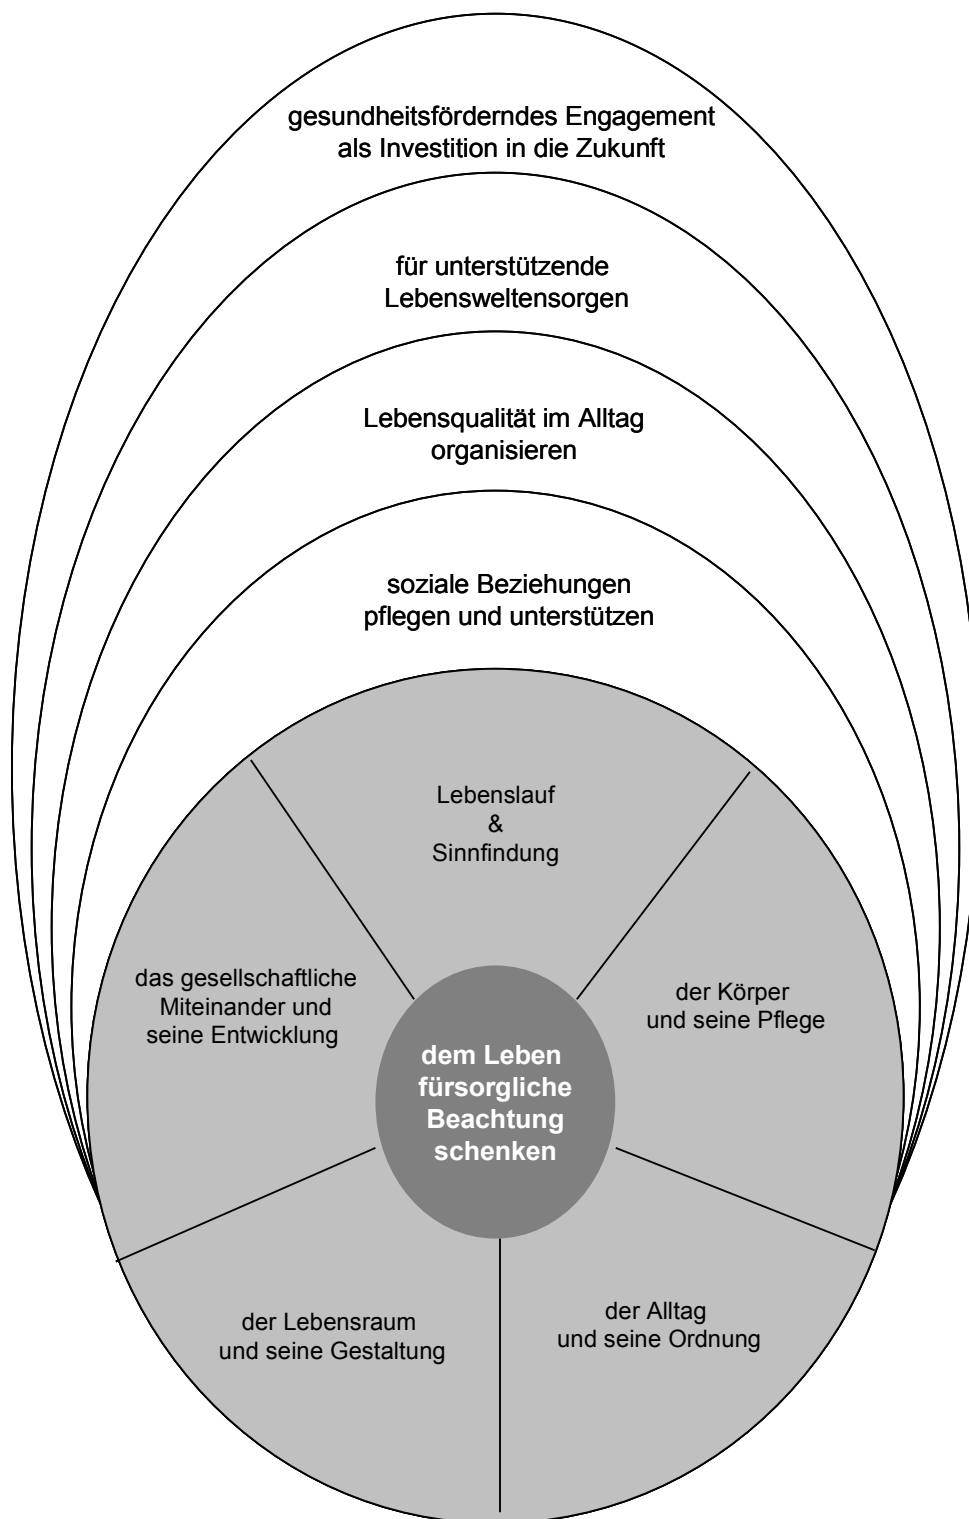 gesundheitsförderndes Engagement
als Investition in die Zukunft
für unterstützende
Lebensweltensorgen
Lebensqualität im Alltag
organisieren
soziale Beziehungen
pflegen und unterstützen
Lebenslauf
&
Sinnfindung
das gesellschaftliche
Miteinander und
seine Entwicklung
der Körper
und seine Pflege
dem Leben
fürsorgliche
Beachtung
schenken
der Lebensraum
und seine Gestaltung
der Alltag
und seine Ordnung